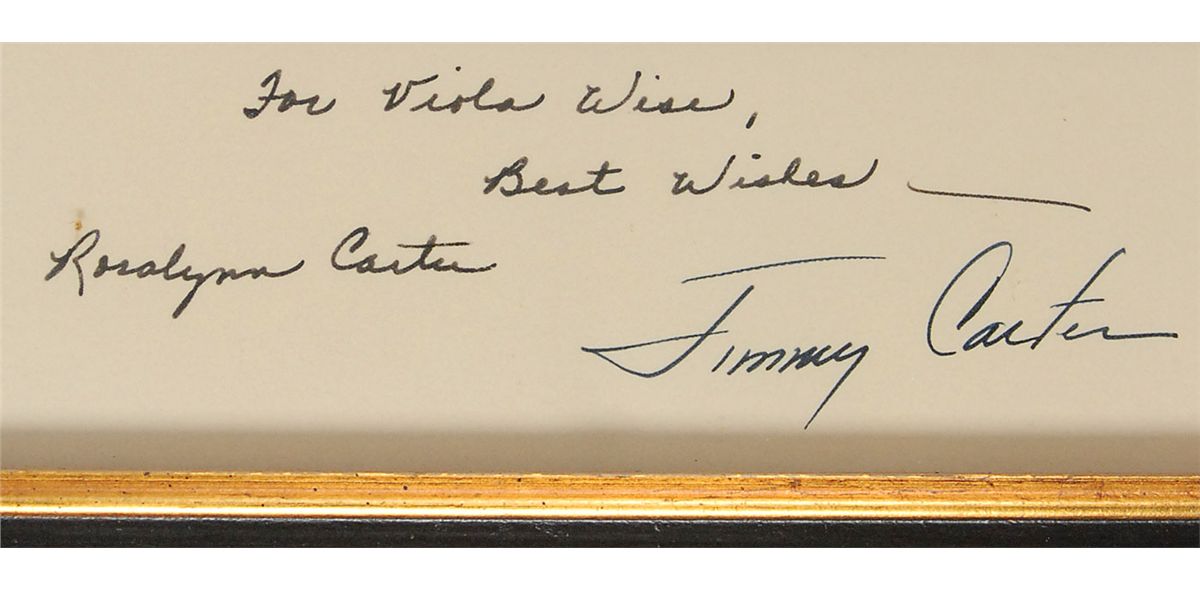 For Viola Wise,
Best Wishes —
Rosalynn Carter
Jimmy Carter